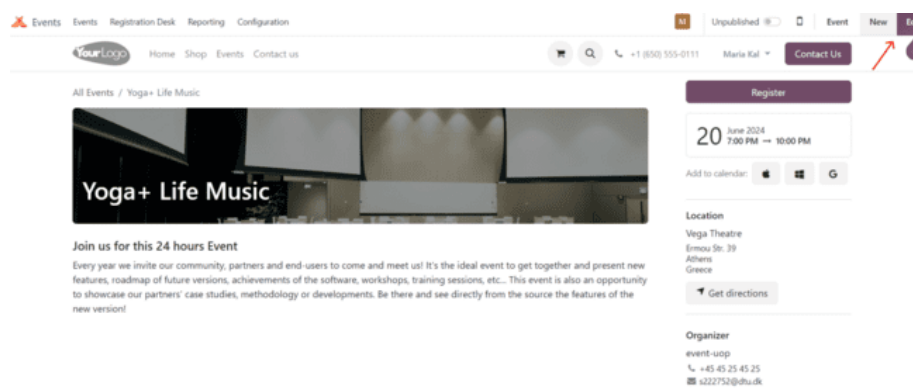 Events Events Registration Desk Reporting Configuration M Unpublished Event New
YourLogo Home Shop Events Contact us +1 (650) 555-0111 Maria Kal Contact Us
All Events / Yoga+ Life Music
Register
20 June 2024
7:00 PM → 10:00 PM
Add to calendar: G
Yoga+ Life Music
Join us for this 24 hours Event
Every year we invite our community, partners and end-users to come and meet us! It's the ideal event to get together and present new
features, roadmap of future versions, achievements of the software, workshops, training sessions, etc... This event is also an opportunity
to showcase our partners' case studies, methodology or developments. Be there and see directly from the source the features of the
new version!
Location
Vega Theatre
Ermou Str. 39
Athens
Greece
Get directions
Organizer
event-uop
+45 45 25 45 25
s222752@dtu.dk